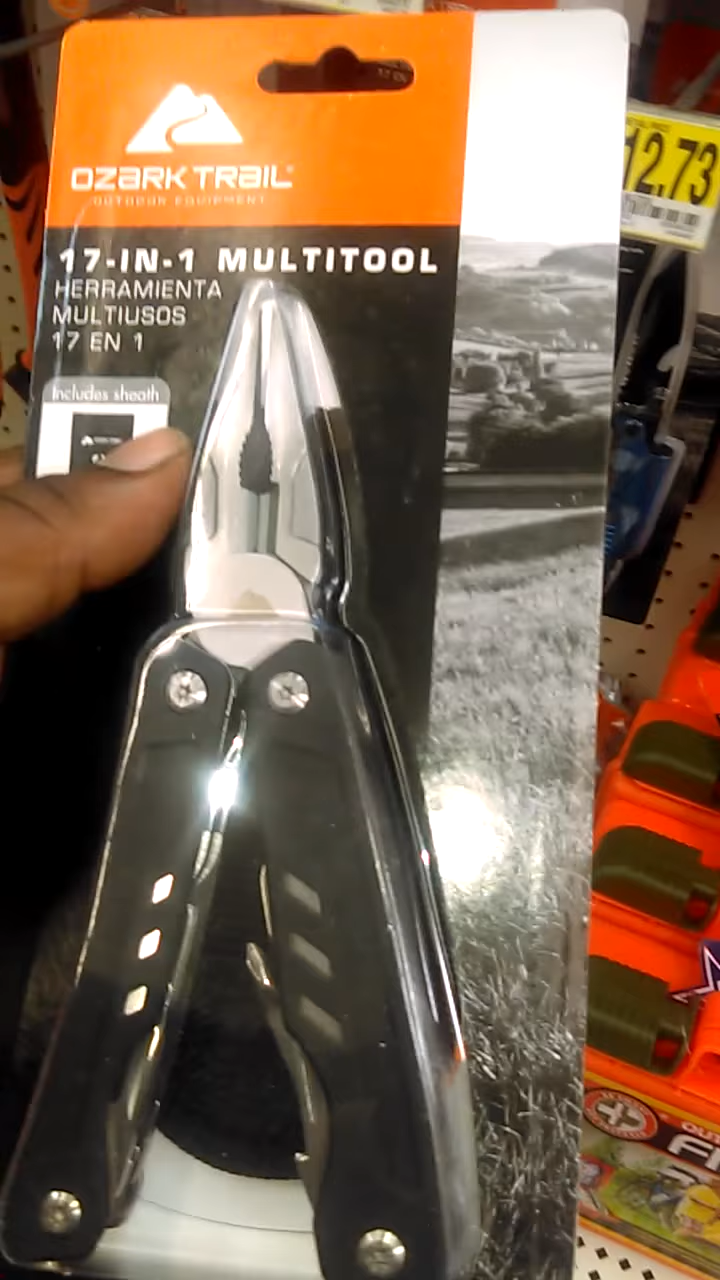 OZARK TRAIL
OUTDOOR EQUIPMENT
17-IN-1 MULTITOOL
HERRAMIENTA
MULTIUSOS
17 EN 1
Includes sheath
12.73